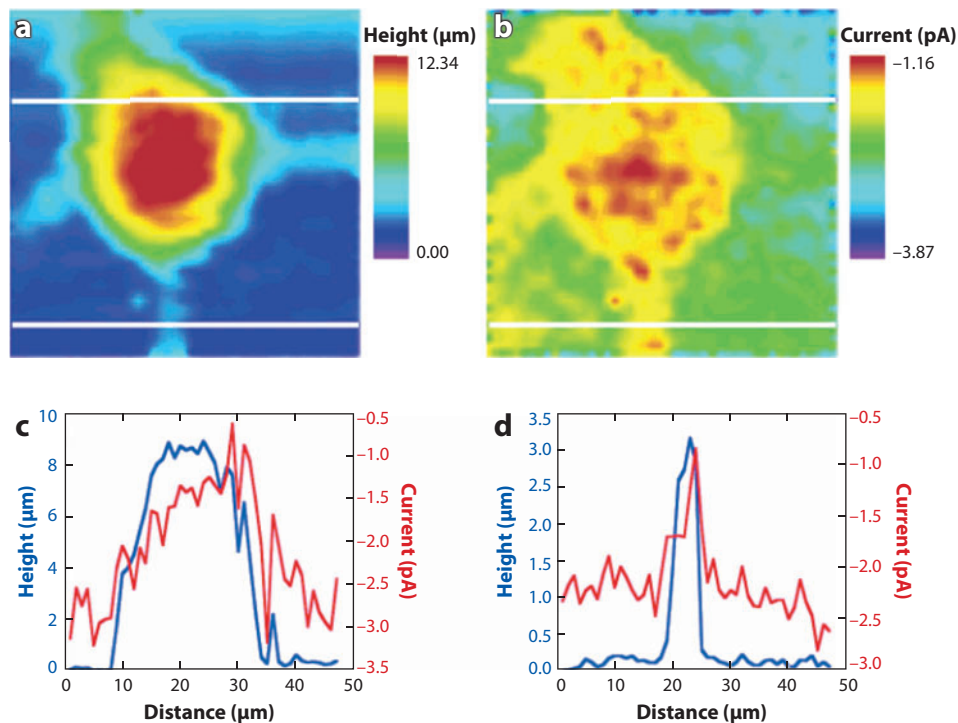 a
Height (μm)
12.34
0.00
b
Current (pA)
−1.16
−3.87
c
10
8
6
4
2
0
Height (μm)
−0.5
−1.0
−1.5
−2.0
−2.5
−3.0
−3.5
Current (pA)
0 10 20 30 40 50
Distance (μm)
d
3.5
3.0
2.5
2.0
1.5
1.0
0.5
0.0
Height (μm)
−0.5
−1.0
−1.5
−2.0
−2.5
−3.0
Current (pA)
0 10 20 30 40 50
Distance (μm)